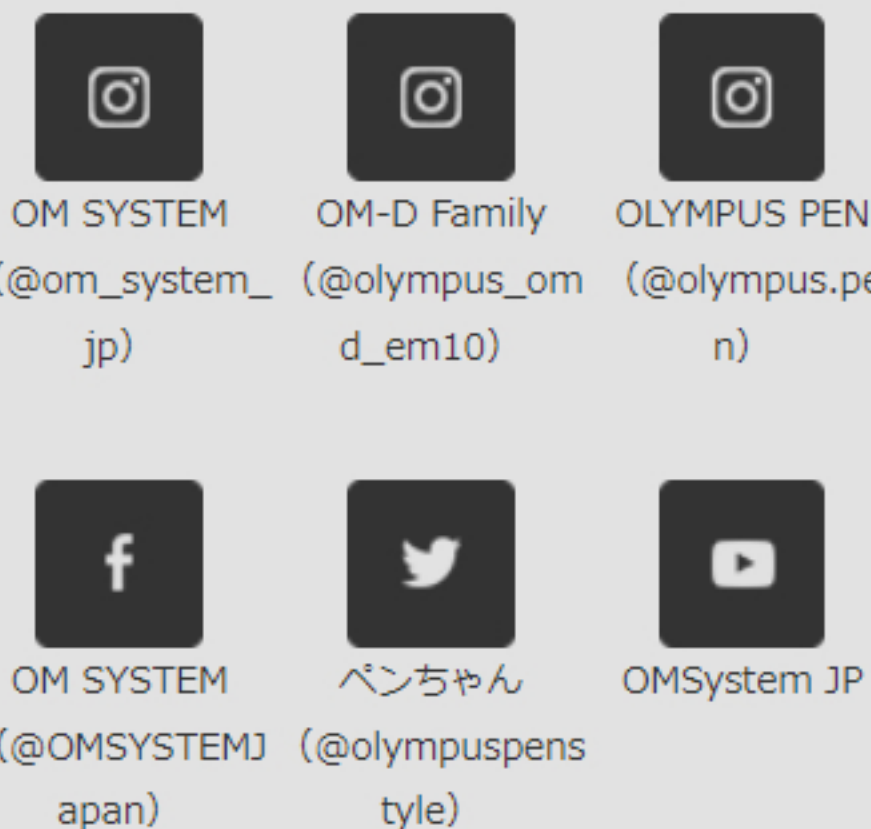 OM SYSTEM
（@om_system_
jp）
OM-D Family
（@olympus_om
d_em10）
OLYMPUS PEN
（@olympus.pe
n）
OM SYSTEM
（@OMSYSTEMJ
apan）
ペンちゃん
（@olympuspens
tyle）
OMSystem JP